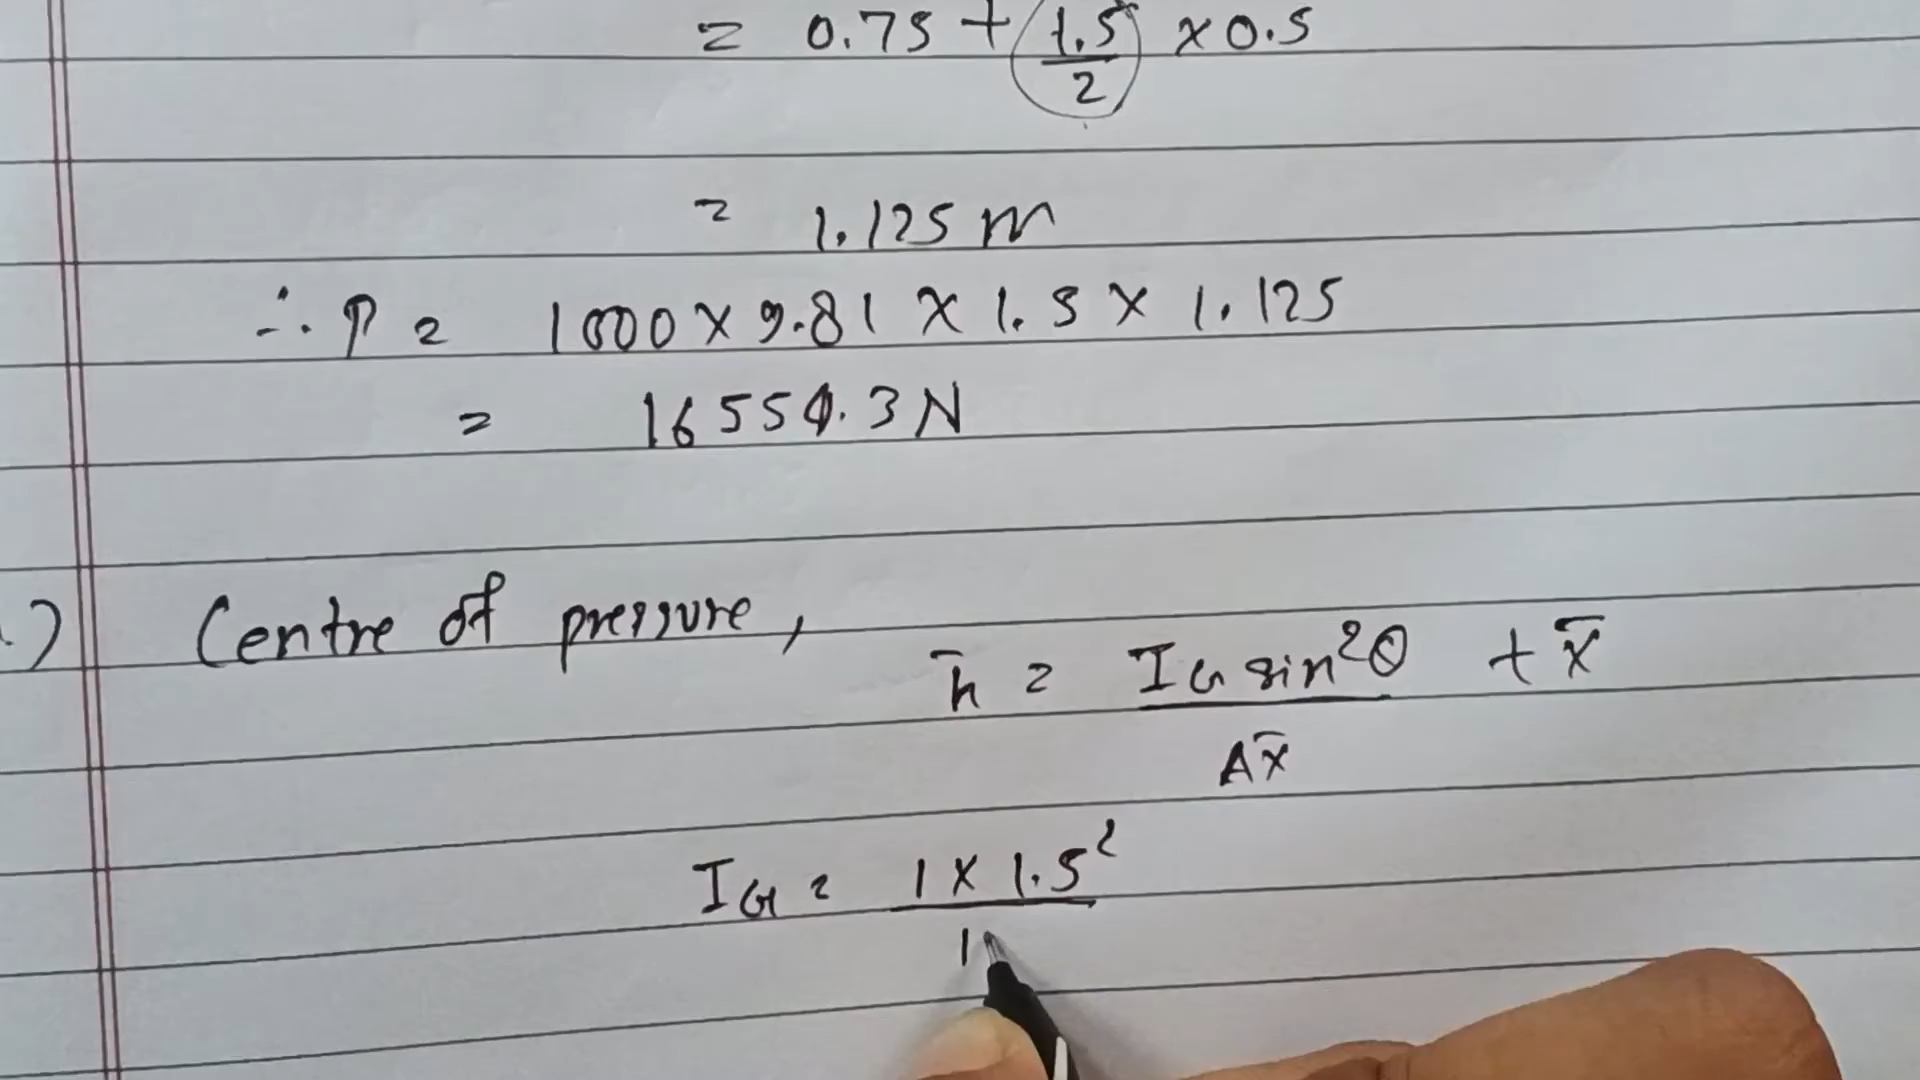 = 0.75 + 1.5/2 × 0.5
= 1.125 m
∴ P = 1000 × 9.81 × 1.5 × 1.125
= 16554.3 N
.) Centre of pressure,
h̄ = IG sin²θ / Ax̄ + x̄
IG = 1 × 1.5² / 1